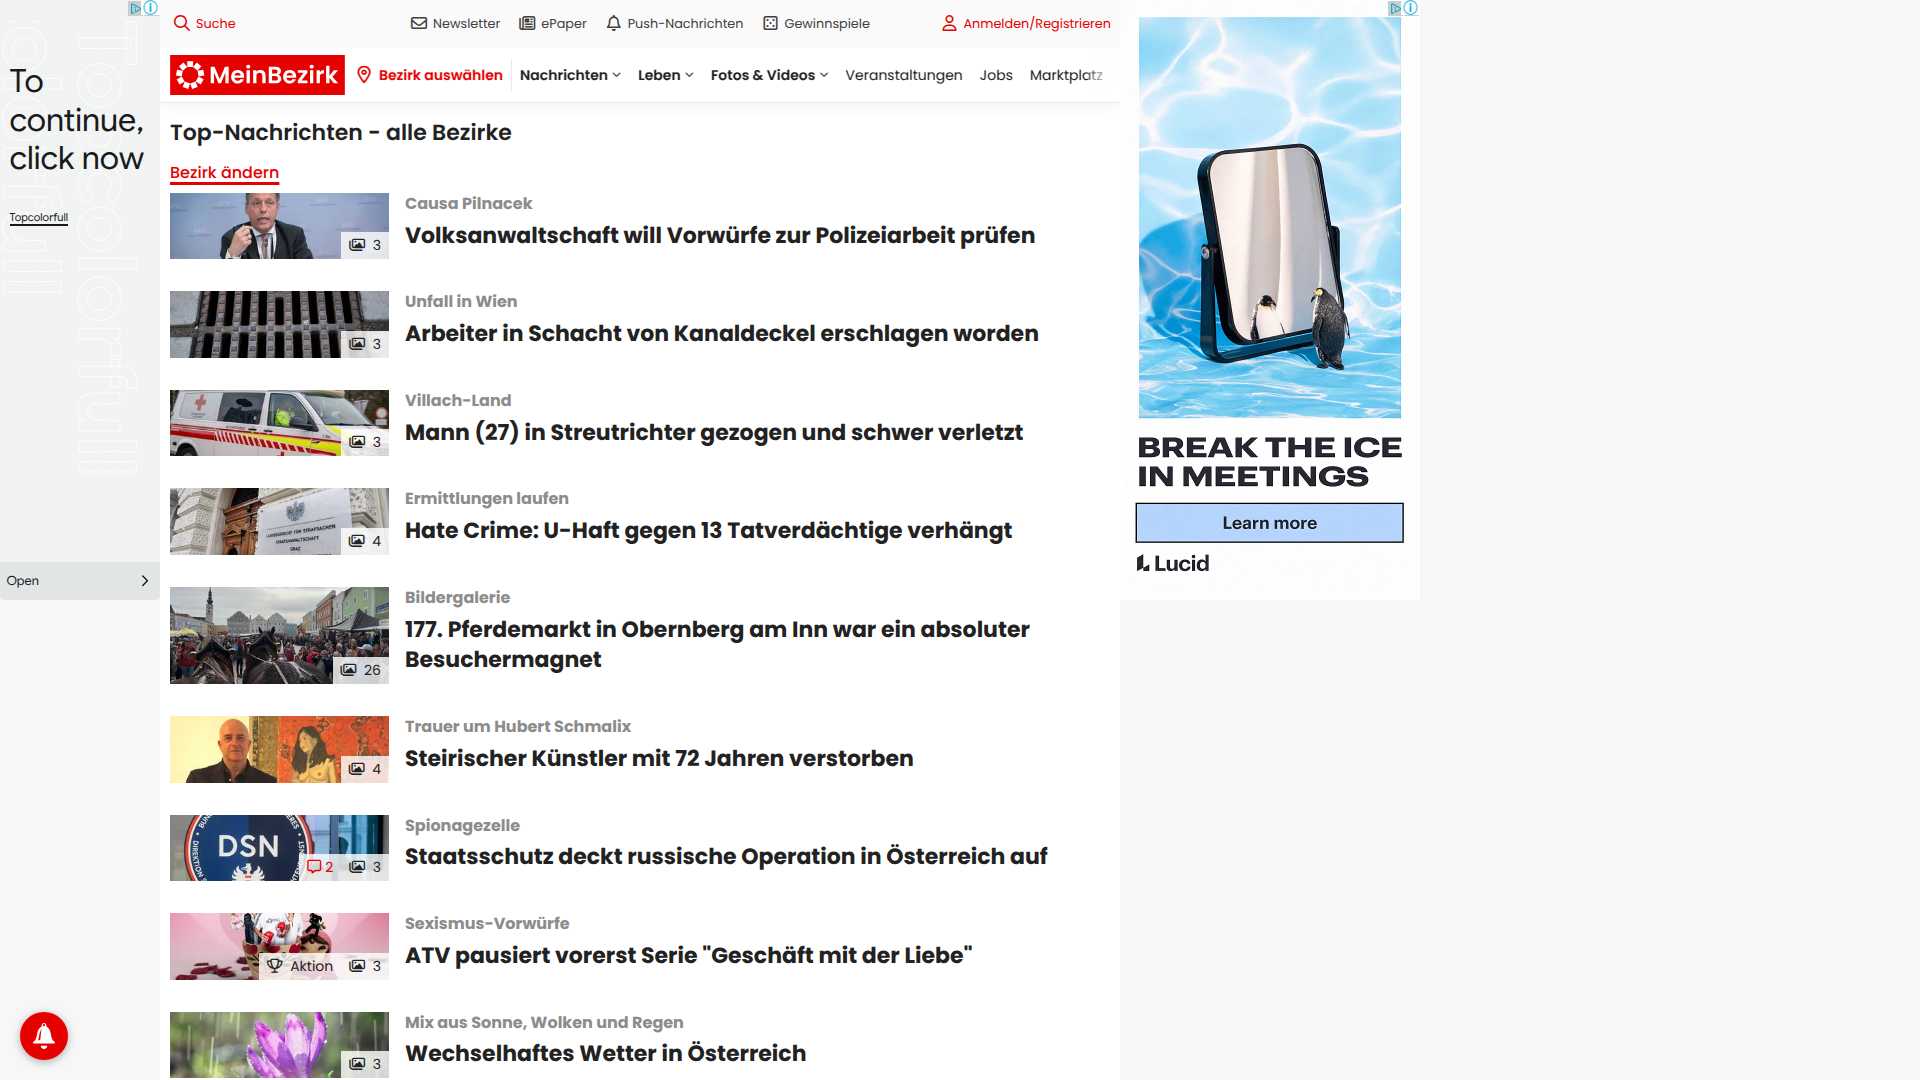 Suche
Newsletter
ePaper
Push-Nachrichten
Gewinnspiele
Anmelden/Registrieren
MeinBezirk
Bezirk auswählen
Nachrichten
Leben
Fotos & Videos
Veranstaltungen
Jobs
Marktplatz
To
continue,
click now
Topcolorfull
Topcolorfull
Open
Top-Nachrichten - alle Bezirke
Bezirk ändern
3
Causa Pilnacek
Volksanwaltschaft will Vorwürfe zur Polizeiarbeit prüfen
3
Unfall in Wien
Arbeiter in Schacht von Kanaldeckel erschlagen worden
3
Villach-Land
Mann (27) in Streutrichter gezogen und schwer verletzt
4
Ermittlungen laufen
Hate Crime: U-Haft gegen 13 Tatverdächtige verhängt
26
Bildergalerie
177. Pferdemarkt in Obernberg am Inn war ein absoluter
Besuchermagnet
4
Trauer um Hubert Schmalix
Steirischer Künstler mit 72 Jahren verstorben
DSN
2
3
Spionagezelle
Staatsschutz deckt russische Operation in Österreich auf
Aktion
3
Sexismus-Vorwürfe
ATV pausiert vorerst Serie "Geschäft mit der Liebe"
3
Mix aus Sonne, Wolken und Regen
Wechselhaftes Wetter in Österreich
BREAK THE ICE
IN MEETINGS
Learn more
Lucid